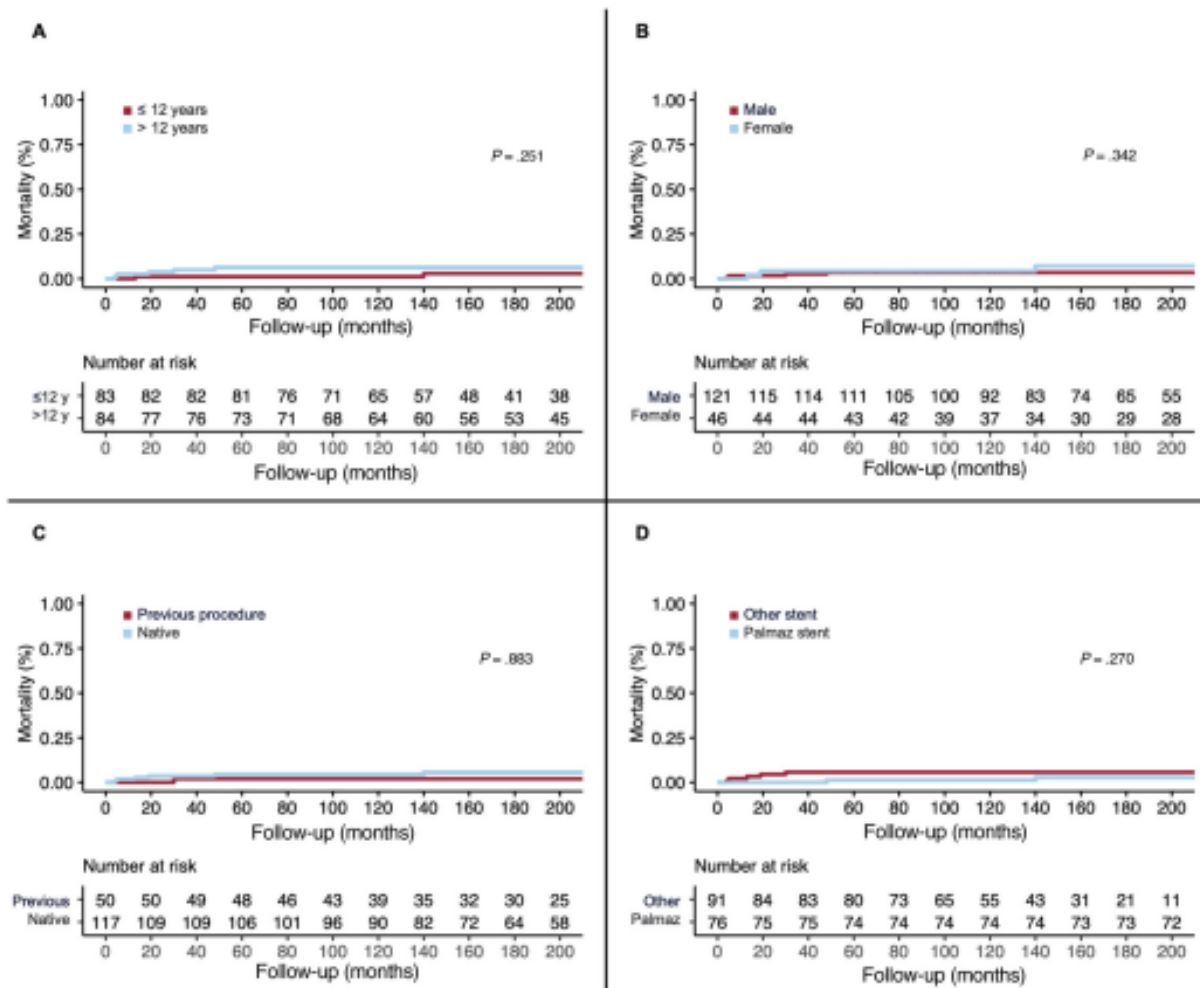 A
1.00
0.75
0.50
0.25
0.00
Mortality (%)
≤ 12 years
> 12 years
P = .251
0 20 40 60 80 100 120 140 160 180 200
Follow-up (months)
Number at risk
≤12 y 83 82 82 81 76 71 65 57 48 41 38
>12 y 84 77 76 73 71 68 64 60 56 53 45
0 20 40 60 80 100 120 140 160 180 200
Follow-up (months)
B
1.00
0.75
0.50
0.25
0.00
Mortality (%)
Male
Female
P = .342
0 20 40 60 80 100 120 140 160 180 200
Follow-up (months)
Number at risk
Male 121 115 114 111 105 100 92 83 74 65 55
Female 46 44 44 43 42 39 37 34 30 29 28
0 20 40 60 80 100 120 140 160 180 200
Follow-up (months)
C
1.00
0.75
0.50
0.25
0.00
Mortality (%)
Previous procedure
Native
P = .883
0 20 40 60 80 100 120 140 160 180 200
Follow-up (months)
Number at risk
Previous 50 50 49 48 46 43 39 35 32 30 25
Native 117 109 109 106 101 96 90 82 72 64 58
0 20 40 60 80 100 120 140 160 180 200
Follow-up (months)
D
1.00
0.75
0.50
0.25
0.00
Mortality (%)
Other stent
Palmaz stent
P = .270
0 20 40 60 80 100 120 140 160 180 200
Follow-up (months)
Number at risk
Other 91 84 83 80 73 65 55 43 31 21 11
Palmaz 76 75 75 74 74 74 74 74 73 73 72
0 20 40 60 80 100 120 140 160 180 200
Follow-up (months)